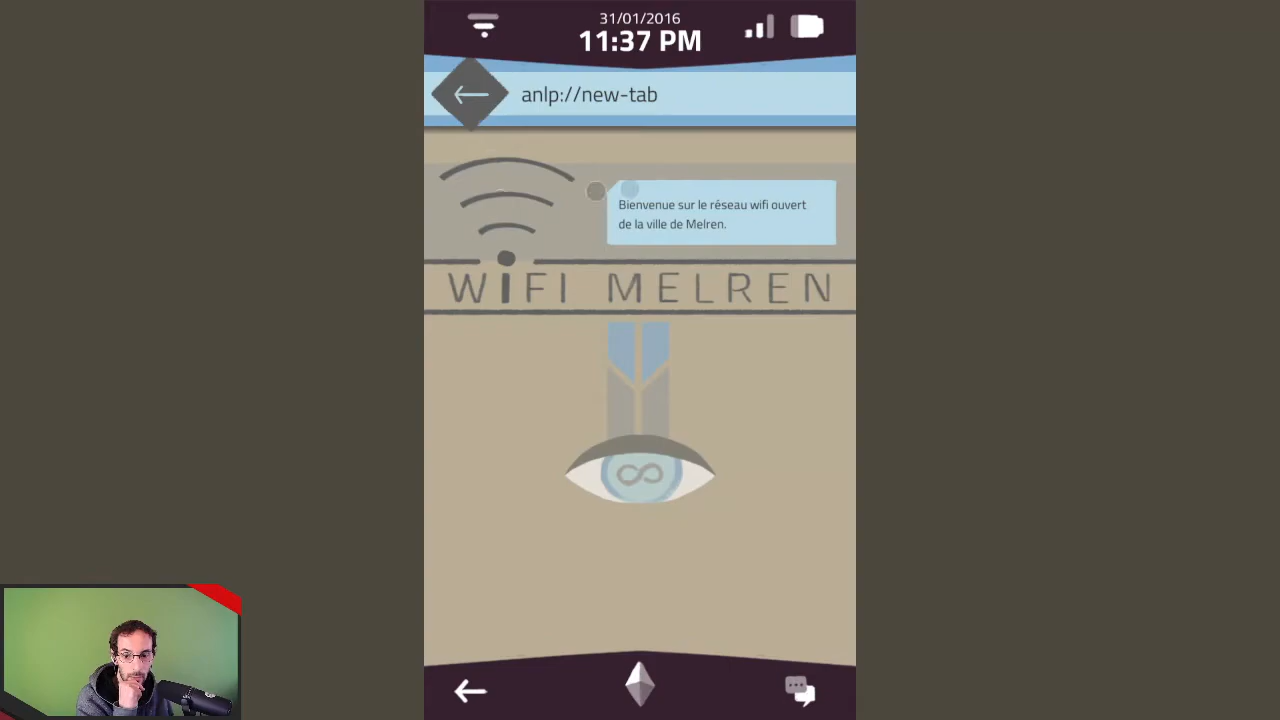 31/01/2016
11:37 PM
anlp://new-tab
Bienvenue sur le réseau wifi ouvert
de la ville de Melren.
WiFI MELREN